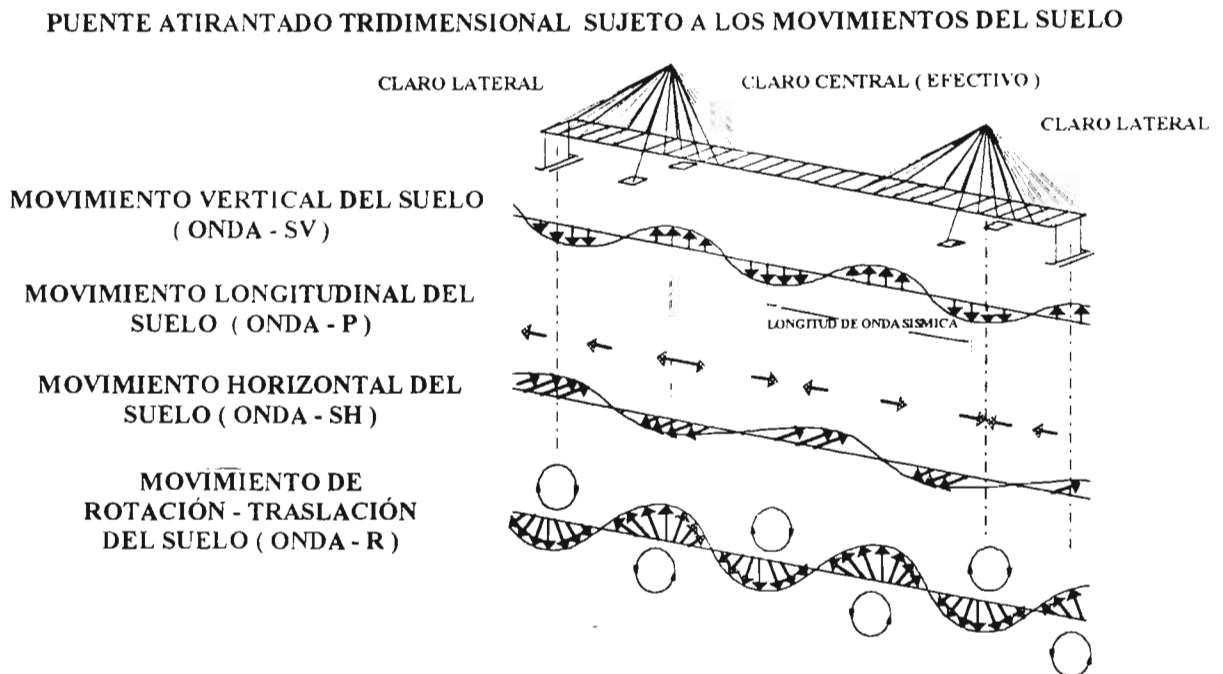 PUENTE ATIRANTADO TRIDIMENSIONAL SUJETO A LOS MOVIMIENTOS DEL SUELO
CLARO LATERAL
CLARO CENTRAL ( EFECTIVO )
CLARO LATERAL
MOVIMIENTO VERTICAL DEL SUELO
( ONDA - SV )
MOVIMIENTO LONGITUDINAL DEL
SUELO ( ONDA - P )
LONGITUD DE ONDA SISMICA
MOVIMIENTO HORIZONTAL DEL
SUELO ( ONDA - SH )
MOVIMIENTO DE
ROTACIÓN - TRASLACIÓN
DEL SUELO ( ONDA - R )